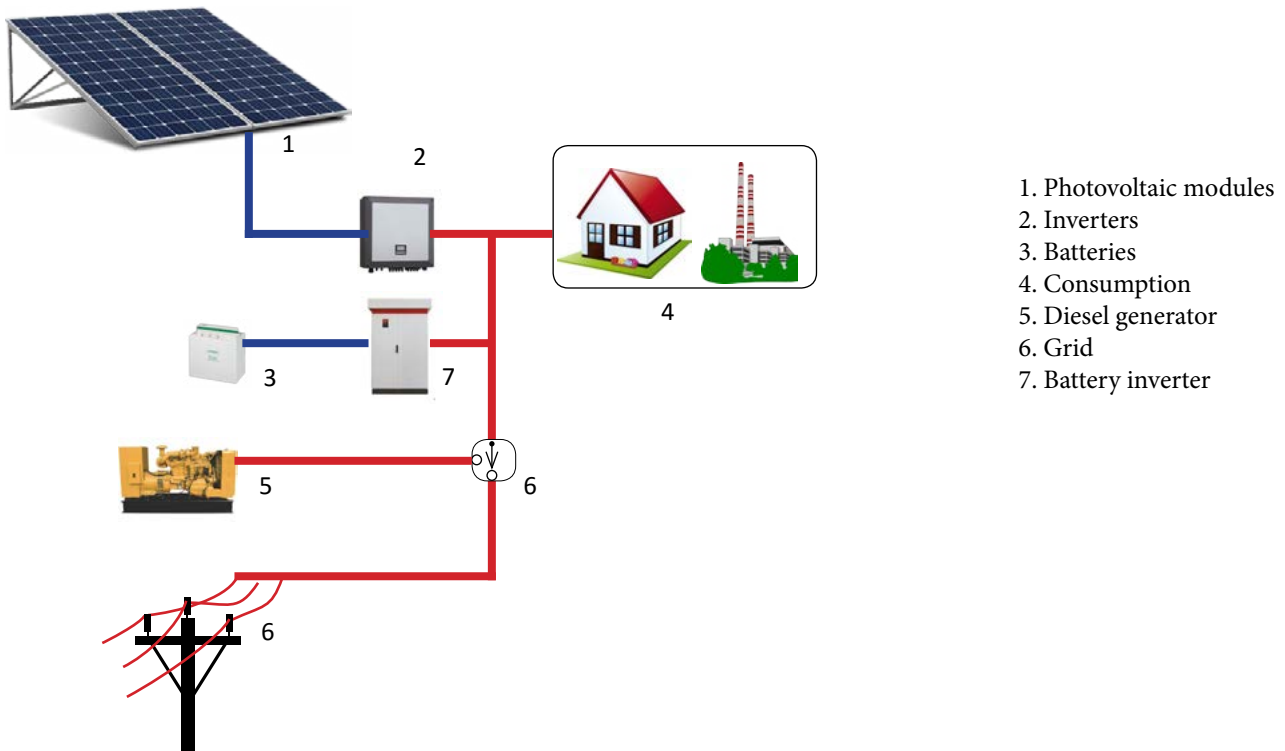 1
2
4
3
7
5
6
6
1. Photovoltaic modules
2. Inverters
3. Batteries
4. Consumption
5. Diesel generator
6. Grid
7. Battery inverter